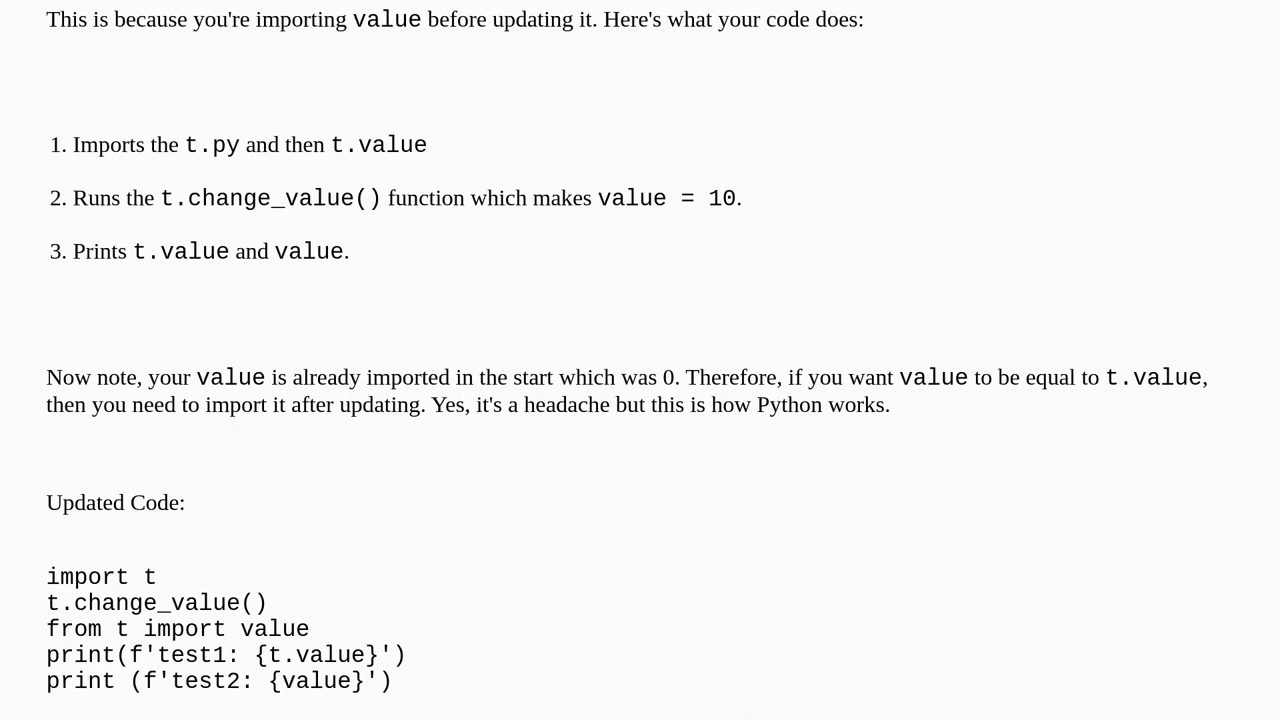 This is because you're importing value before updating it. Here's what your code does:
1. Imports the t.py and then t.value
2. Runs the t.change_value() function which makes value = 10.
3. Prints t.value and value.
Now note, your value is already imported in the start which was 0. Therefore, if you want value to be equal to t.value,
then you need to import it after updating. Yes, it's a headache but this is how Python works.
Updated Code:
import t
t.change_value()
from t import value
print(f'test1: {t.value}')
print (f'test2: {value}')